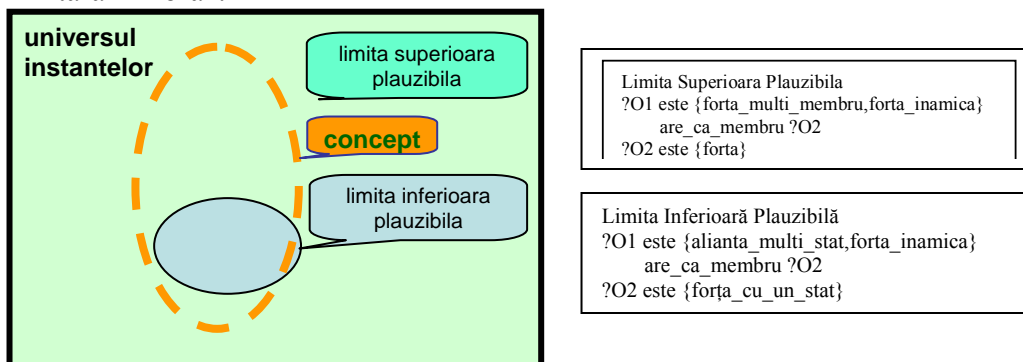 universul
instantelor
limita superioara
plauzibila
concept
limita inferioara
plauzibila
Limita Superioara Plauzibila
?O1 este {forta_multi_membru,forta_inamica}
are_ca_membru ?O2
?O2 este {forta}
Limita Inferioară Plauzibilă
?O1 este {alianta_multi_stat,forta_inamica}
are_ca_membru ?O2
?O2 este {forța_cu_un_stat}